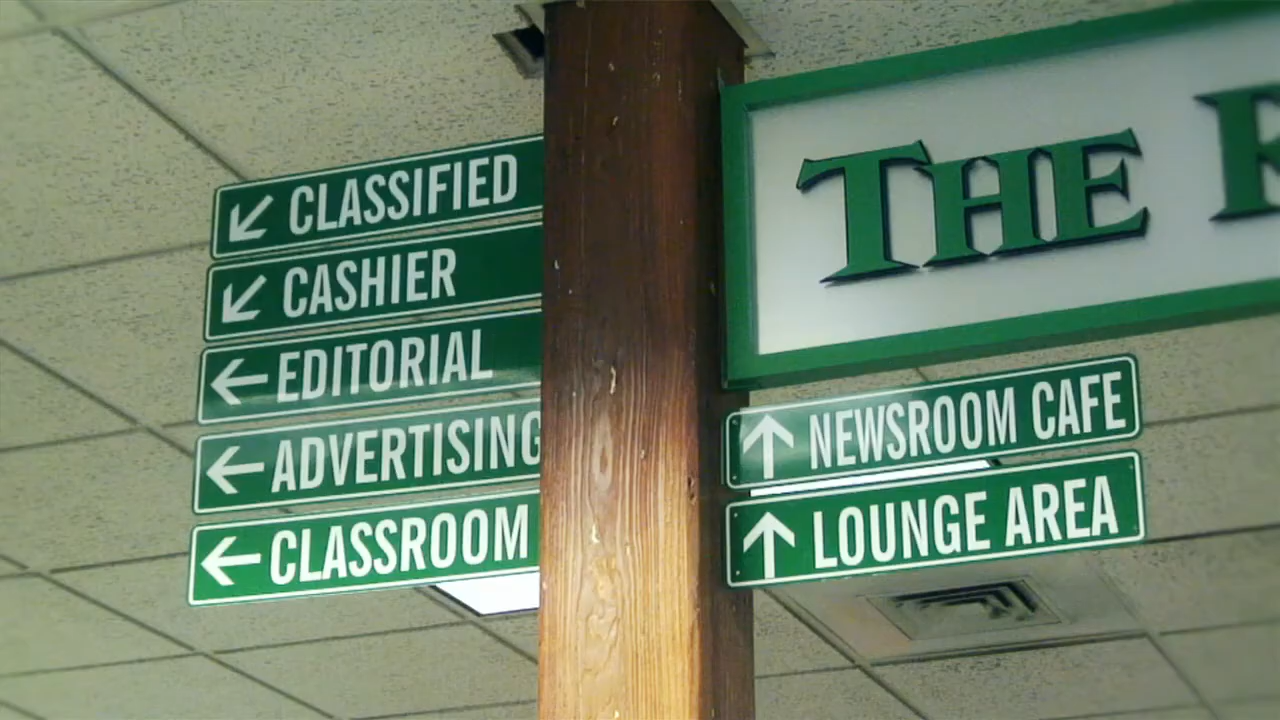 CLASSIFIED
CASHIER
EDITORIAL
ADVERTISING
CLASSROOM
THE
NEWSROOM CAFE
LOUNGE AREA